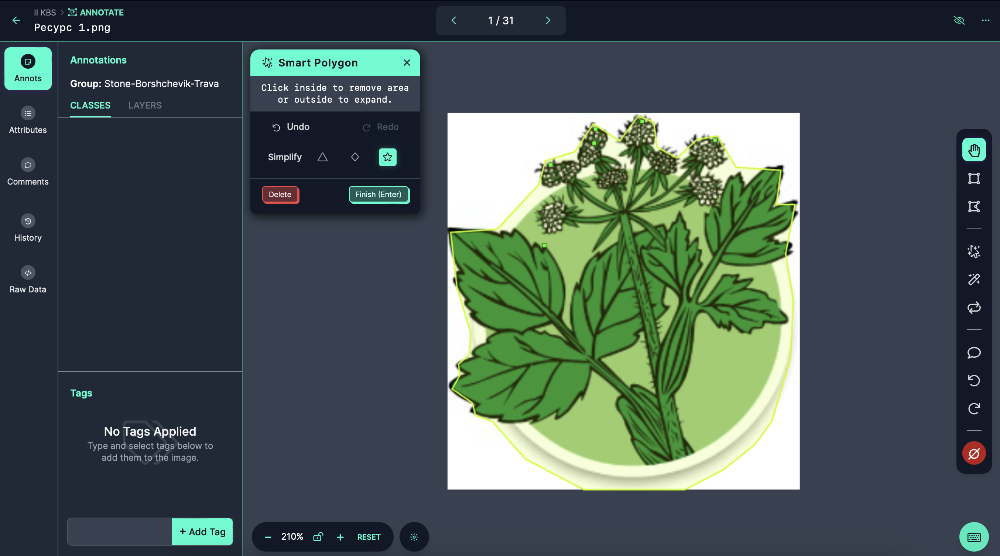 II KBS > ANNOTATE
Pecypc 1.png
1 / 31
Annots
Attributes
Comments
History
Raw Data
Annotations
Group: Stone-Borshchevik-Trava
CLASSES LAYERS
Tags
No Tags Applied
Type and select tags below to
add them to the image.
+ Add Tag
Smart Polygon
Click inside to remove area
or outside to expand.
Undo Redo
Simplify
Delete Finish (Enter)
210% RESET